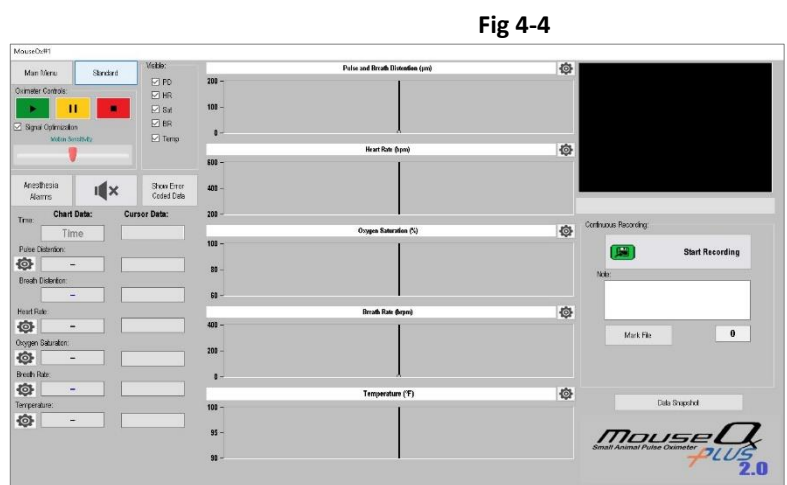 Fig 4-4
MouseOx#1
Main Menu
Standard
Visible:
PD
HR
Sat
BR
Temp
Oximeter Controls:
Signal Optimization
Motion Sensitivity
Anesthesia
Alarms
Show Error
Coded Data
Chart Data:
Cursor Data:
Time:
Time
Pulse Distention:
-
Breath Distention:
-
Heart Rate:
-
Oxygen Saturation:
-
Breath Rate:
-
Temperature:
-
Pulse and Breath Distention (µm)
200
100
0
Heart Rate (bpm)
600
400
200
Oxygen Saturation (%)
100
80
60
Breath Rate (brpm)
400
200
0
Temperature (°F)
100
95
90
Continuous Recording:
Start Recording
Note:
Mark File
0
Data Snapshot
MouseOx
Small Animal Pulse Oximeter
PLUS
2.0